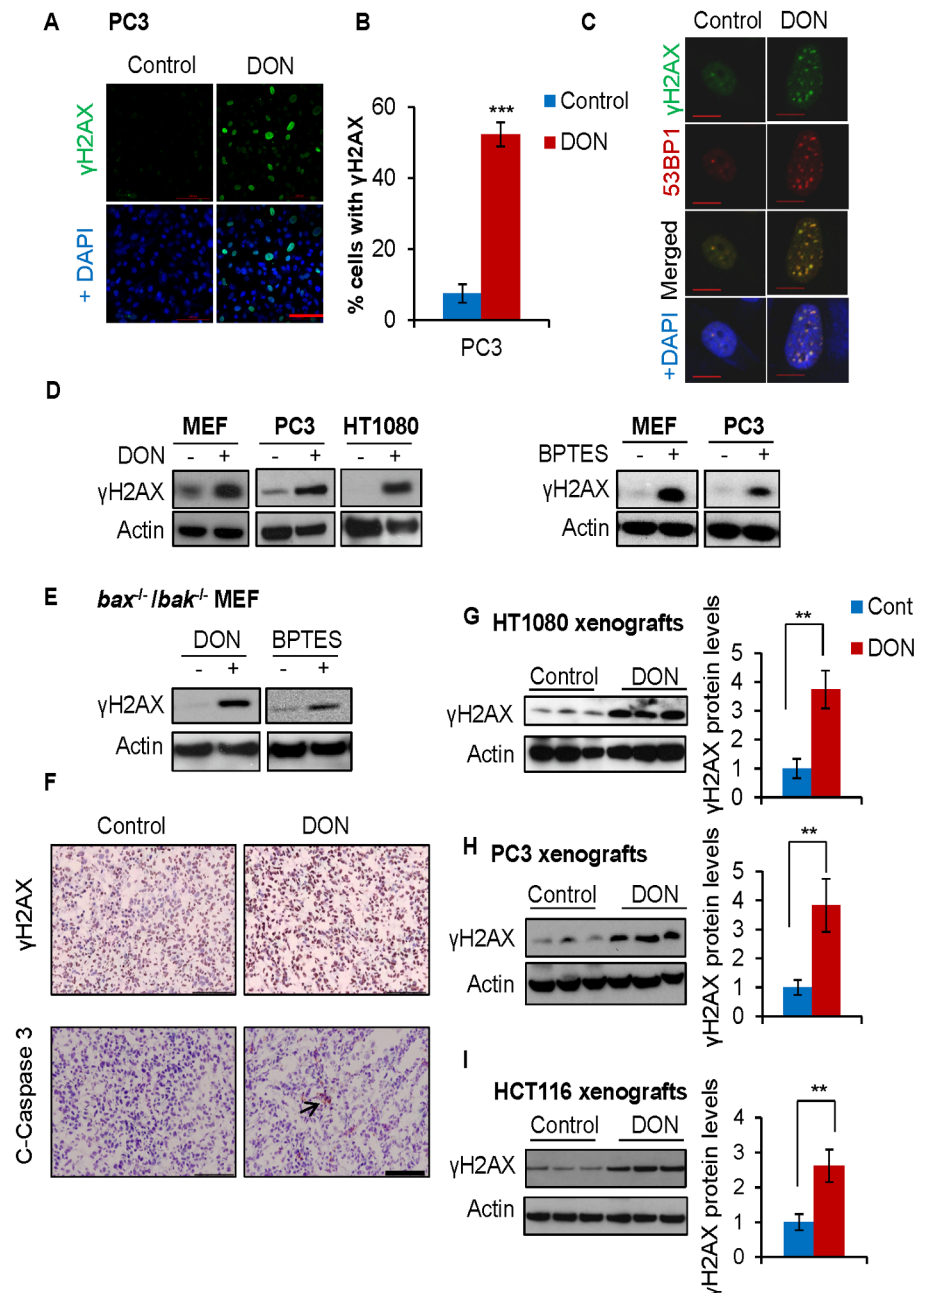 A PC3
Control DON
γH2AX
+ DAPI
B
% cells with γH2AX
60
40
20
0
***
Control
DON
PC3
C
Control DON
γH2AX
53BP1
Merged
+DAPI
D
MEF PC3 HT1080
DON - + - + - +
γH2AX
Actin
MEF PC3
BPTES - + - +
γH2AX
Actin
E bax-/- /bak-/- MEF
DON BPTES
- + - +
γH2AX
Actin
F
Control DON
γH2AX
C-Caspase 3
G HT1080 xenografts
Control DON
γH2AX
Actin
γH2AX protein levels
5
4
3
2
1
0
**
Cont
DON
H PC3 xenografts
Control DON
γH2AX
Actin
γH2AX protein levels
5
4
3
2
1
0
**
I
HCT116 xenografts
Control DON
γH2AX
Actin
γH2AX protein levels
4
3
2
1
0
**